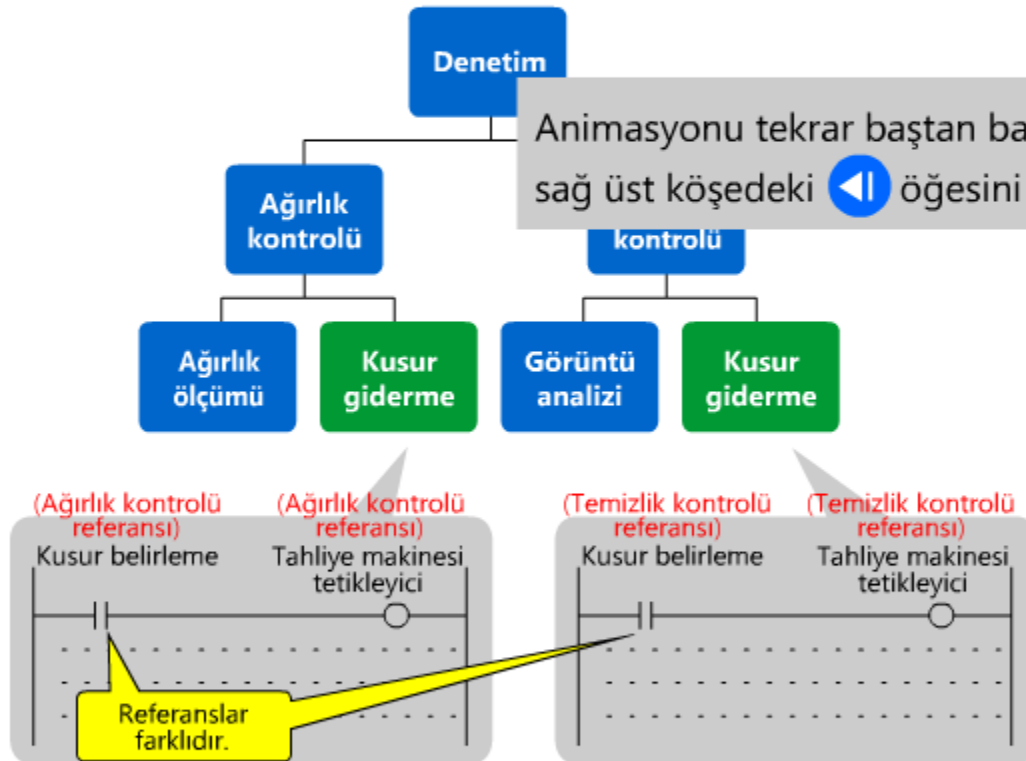 Denetim
Animasyonu tekrar baştan ba
sağ üst köşedeki öğesini
Ağırlık
kontrolü
kontrolü
Ağırlık
ölçümü
Kusur
giderme
Görüntü
analizi
Kusur
giderme
(Ağırlık kontrolü
referansı)
Kusur belirleme
(Ağırlık kontrolü
referansı)
Tahliye makinesi
tetikleyici
(Temizlik kontrolü
referansı)
Kusur belirleme
(Temizlik kontrolü
referansı)
Tahliye makinesi
tetikleyici
Referanslar
farklıdır.